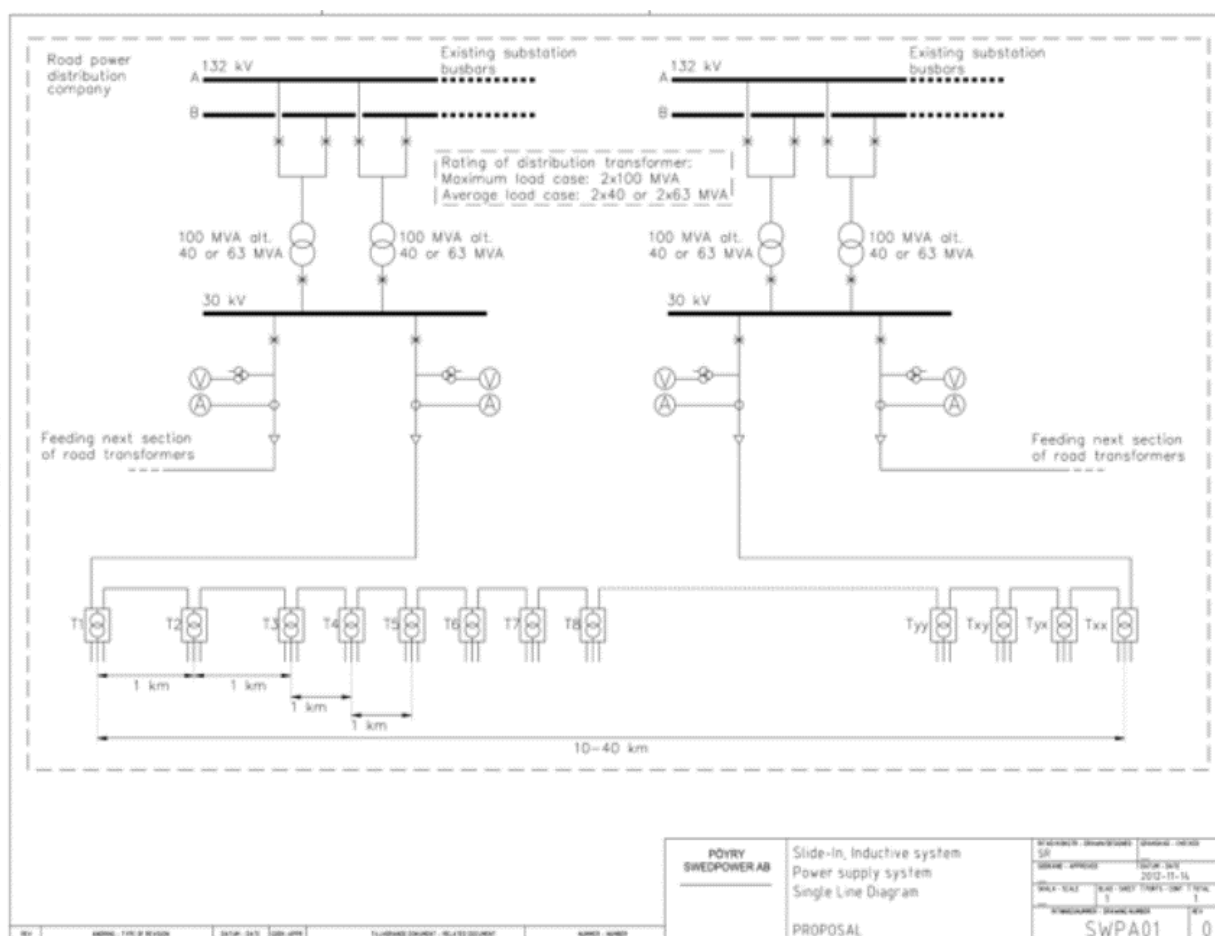 Road power
distribution
company
132 kV
Existing substation
busbars
A
B
132 kV
Existing substation
busbars
A
B
Rating of distribution transformer:
Maximum load case: 2x100 MVA
Average load case: 2x40 or 2x63 MVA
100 MVA alt.
40 or 63 MVA
100 MVA alt.
40 or 63 MVA
100 MVA alt.
40 or 63 MVA
100 MVA alt.
40 or 63 MVA
30 kV
30 kV
V
A
V
A
V
A
V
A
Feeding next section
of road transformers
Feeding next section
of road transformers
T1
T2
T3
T4
T5
T6
T7
T8
Tyy
Txy
Tyx
Txx
1 km
1 km
1 km
1 km
10-40 km
PÖYRY
SWEDPOWER AB
Slide-In, Inductive system
Power supply system
Single Line Diagram
PROPOSAL
SR
2012-11-14
1
1
SWPA01
0